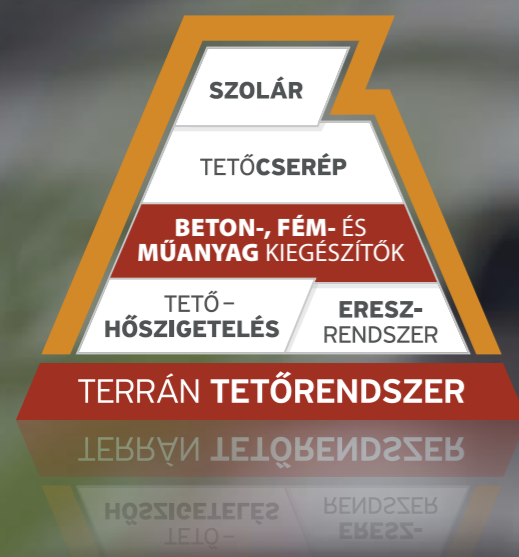 SZOLÁR
TETŐCSERÉP
BETON-, FÉM- ÉS
MŰANYAG KIEGÉSZÍTŐK
TETŐ–
HŐSZIGETELÉS
ERESZ-
RENDSZER
TERRÁN TETŐRENDSZER